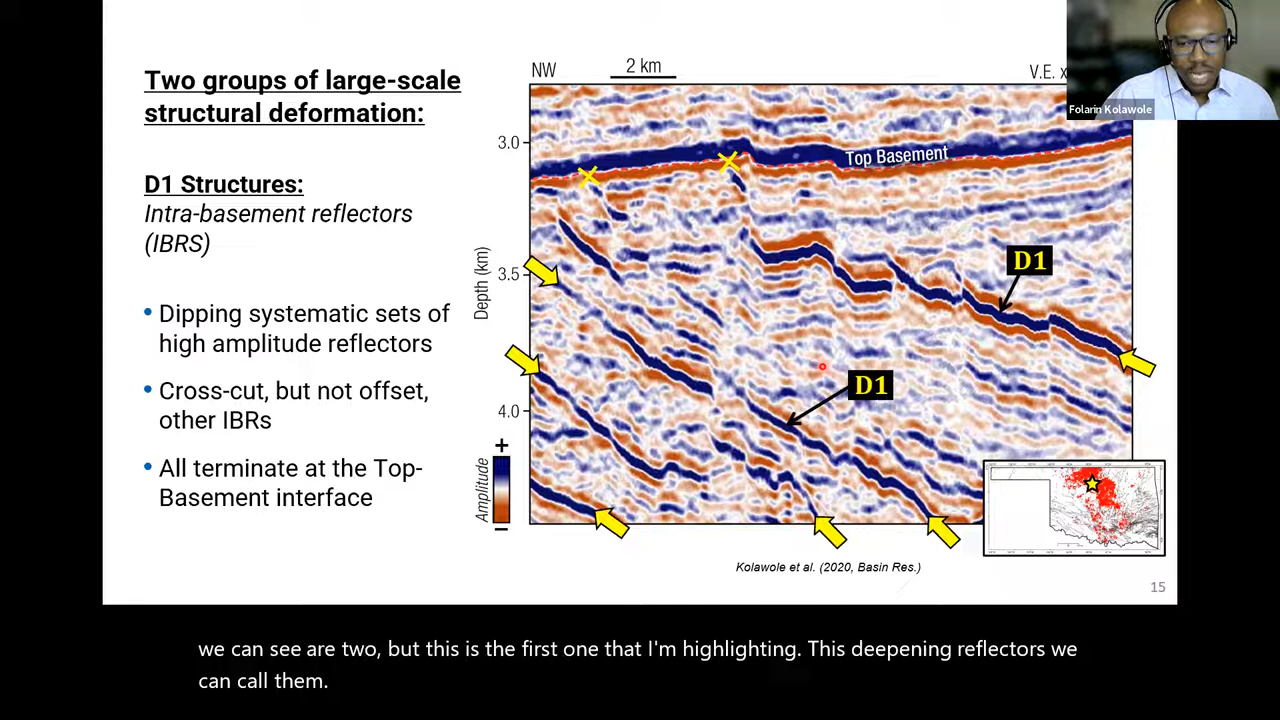 Two groups of large-scale
structural deformation:
D1 Structures:
Intra-basement reflectors
(IBRS)
• Dipping systematic sets of
high amplitude reflectors
• Cross-cut, but not offset,
other IBRs
• All terminate at the Top-
Basement interface
NW
2 km
V.E. x
Folarin Kolawole
Top Basement
3.0
3.5
4.0
Depth (km)
D1
D1
+
Amplitude
−
Kolawole et al. (2020, Basin Res.)
15
we can see are two, but this is the first one that I'm highlighting. This deepening reflectors we
can call them.